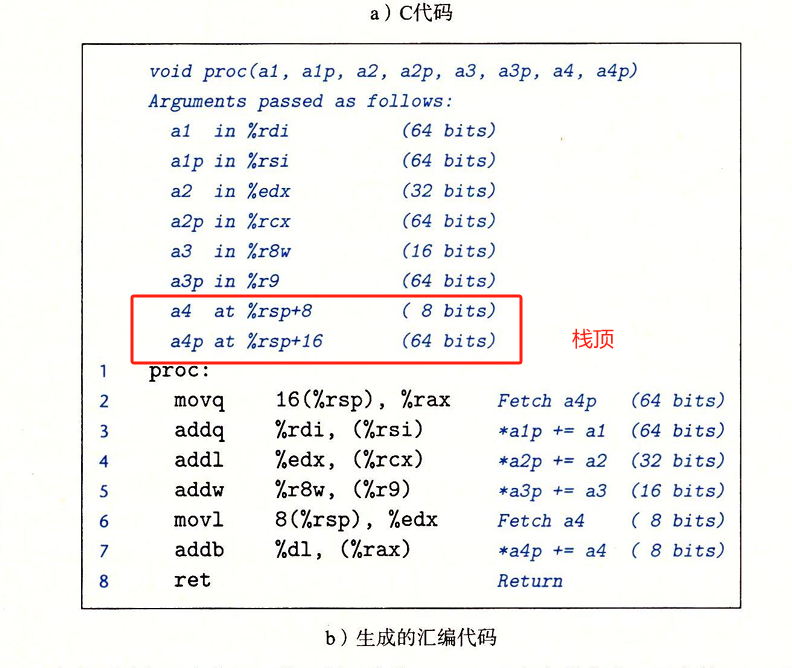 a）C代码
void proc(a1, a1p, a2, a2p, a3, a3p, a4, a4p)
Arguments passed as follows:
a1 in %rdi (64 bits)
a1p in %rsi (64 bits)
a2 in %edx (32 bits)
a2p in %rcx (64 bits)
a3 in %r8w (16 bits)
a3p in %r9 (64 bits)
a4 at %rsp+8 ( 8 bits)
a4p at %rsp+16 (64 bits)
栈顶
1 proc:
2 movq 16(%rsp), %rax Fetch a4p (64 bits)
3 addq %rdi, (%rsi) *a1p += a1 (64 bits)
4 addl %edx, (%rcx) *a2p += a2 (32 bits)
5 addw %r8w, (%r9) *a3p += a3 (16 bits)
6 movl 8(%rsp), %edx Fetch a4 ( 8 bits)
7 addb %dl, (%rax) *a4p += a4 ( 8 bits)
8 ret Return
b）生成的汇编代码